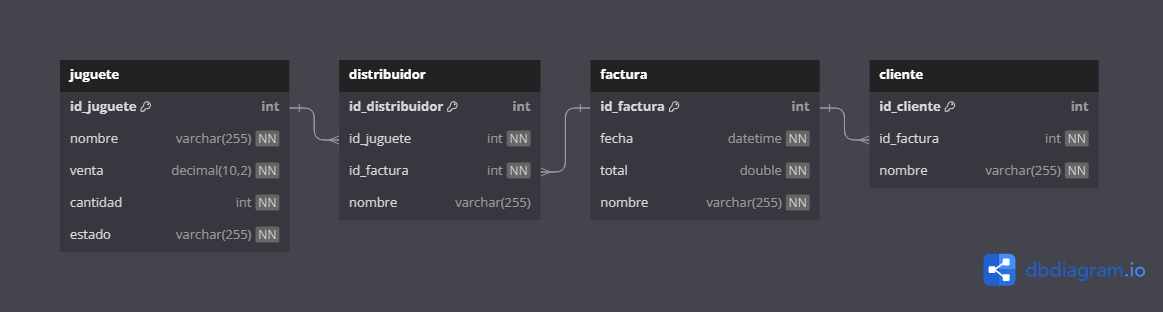 juguete
id_juguete int
nombre varchar(255) NN
venta decimal(10,2) NN
cantidad int NN
estado varchar(255) NN
distribuidor
id_distribuidor int
id_juguete int NN
id_factura int NN
nombre varchar(255)
factura
id_factura int
fecha datetime NN
total double NN
nombre varchar(255) NN
cliente
id_cliente int
id_factura int NN
nombre varchar(255) NN
dbdiagram.io